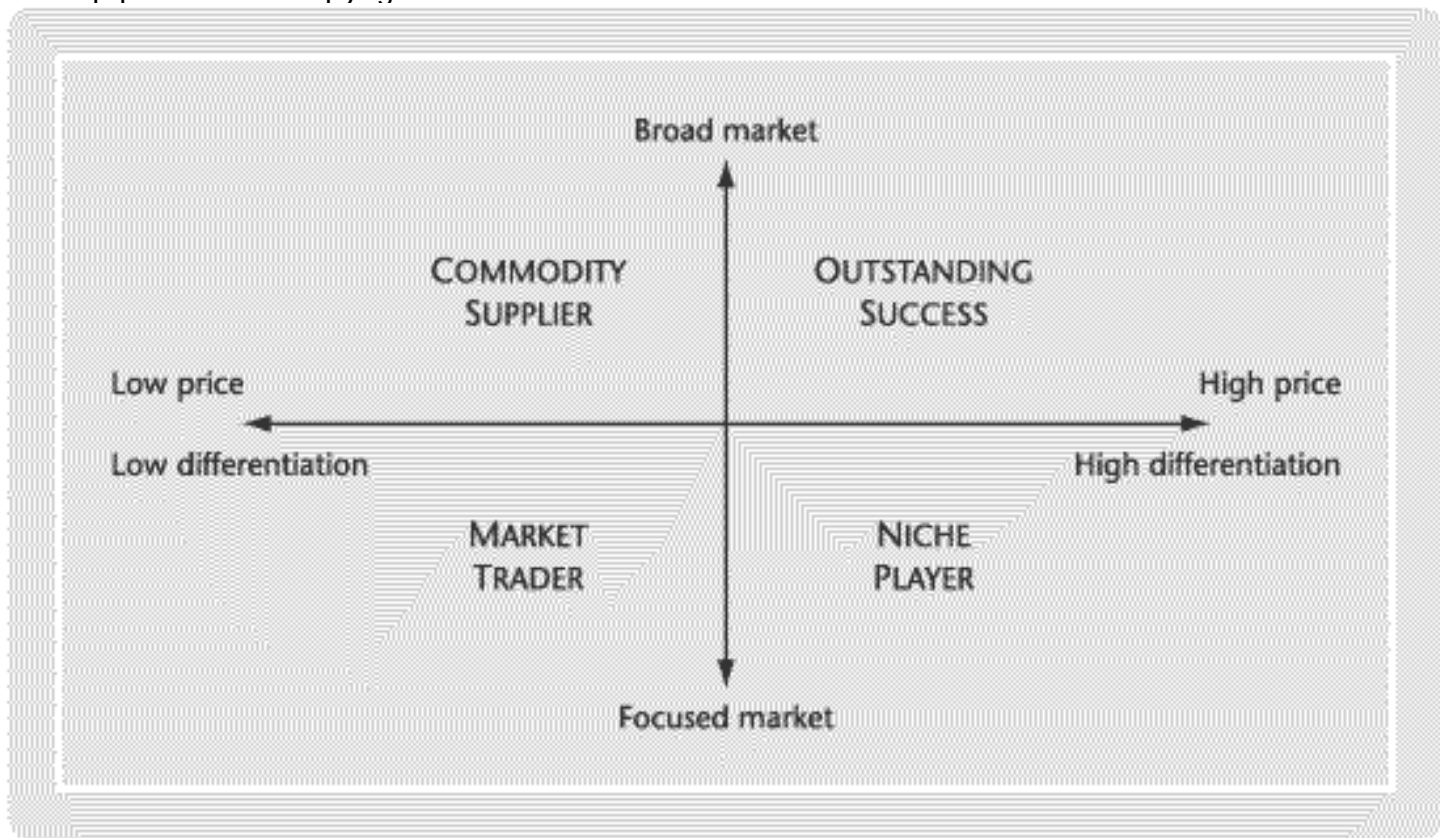 Broad market
COMMODITY
SUPPLIER
OUTSTANDING
SUCCESS
Low price
High price
Low differentiation
High differentiation
MARKET
TRADER
NICHE
PLAYER
Focused market